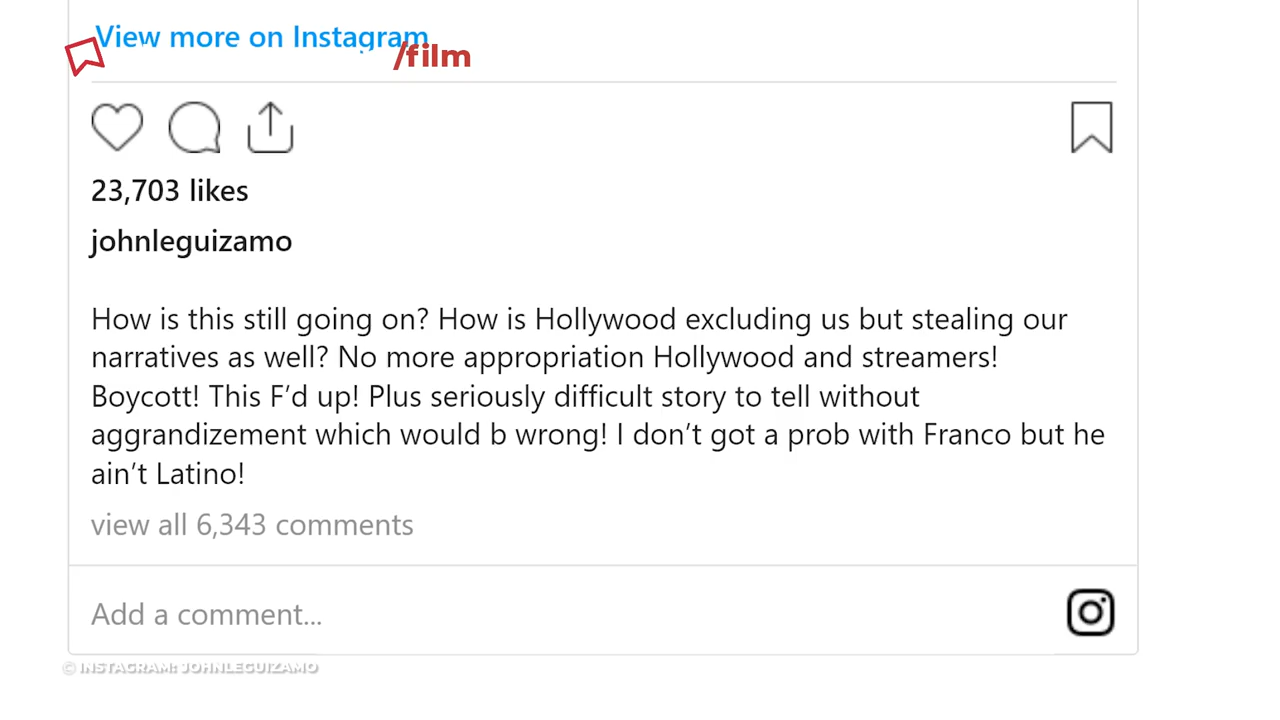 View more on Instagram
/film
23,703 likes
johnleguizamo
How is this still going on? How is Hollywood excluding us but stealing our
narratives as well? No more appropriation Hollywood and streamers!
Boycott! This F’d up! Plus seriously difficult story to tell without
aggrandizement which would b wrong! I don’t got a prob with Franco but he
ain’t Latino!
view all 6,343 comments
Add a comment...
© INSTAGRAM: JOHNLEGUIZAMO